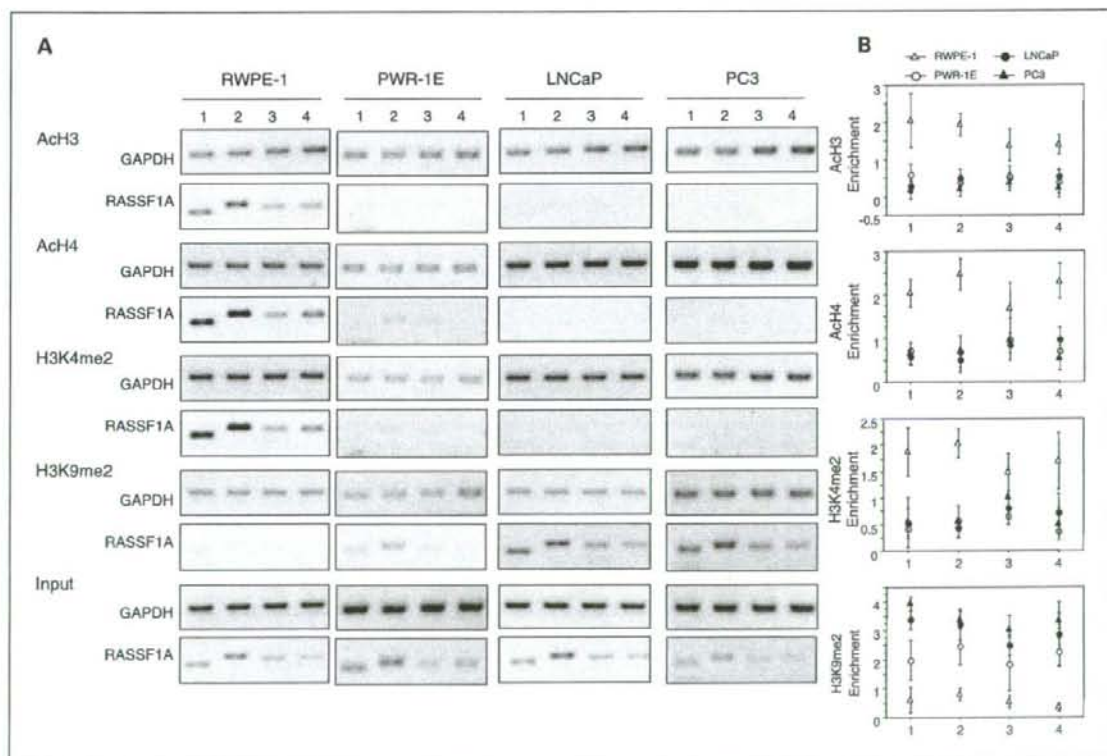 A
RWPE-1 PWR-1E LNCaP PC3
1 2 3 4 1 2 3 4 1 2 3 4 1 2 3 4
AcH3
GAPDH
RASSF1A
AcH4
GAPDH
RASSF1A
H3K4me2
GAPDH
RASSF1A
H3K9me2
GAPDH
RASSF1A
Input
GAPDH
RASSF1A
B
RWPE-1 LNCaP
PWR-1E PC3
AcH3 Enrichment
3
2
1
0
-0.5
1 2 3 4
AcH4 Enrichment
3
2
1
0
1 2 3 4
H3K4me2 Enrichment
2.5
2
1
0.5
0
1 2 3 4
H3K9me2 Enrichment
4
3
2
1
0
1 2 3 4